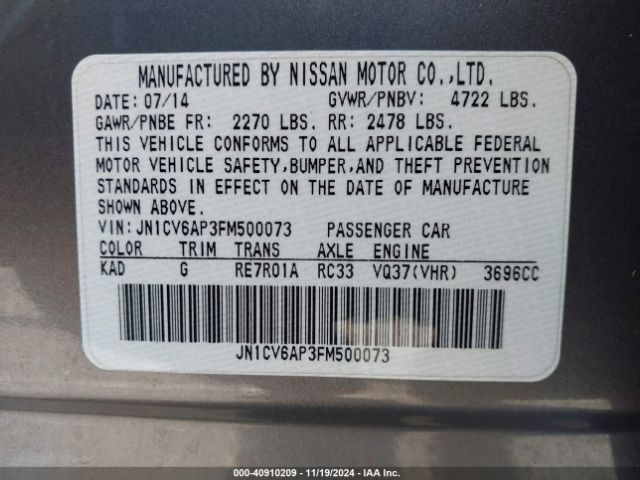 MANUFACTURED BY NISSAN MOTOR CO.,LTD.
DATE: 07/14 GVWR/PNBV: 4722 LBS.
GAWR/PNBE FR: 2270 LBS. RR: 2478 LBS.
THIS VEHICLE CONFORMS TO ALL APPLICABLE FEDERAL
MOTOR VEHICLE SAFETY,BUMPER,AND THEFT PREVENTION
STANDARDS IN EFFECT ON THE DATE OF MANUFACTURE
SHOWN ABOVE.
VIN:JN1CV6AP3FM500073 PASSENGER CAR
COLOR TRIM TRANS AXLE ENGINE
KAD G RE7R01A RC33 VQ37(VHR) 3696CC
JN1CV6AP3FM500073
000-40910209 - 11/19/2024 - IAAI.CA